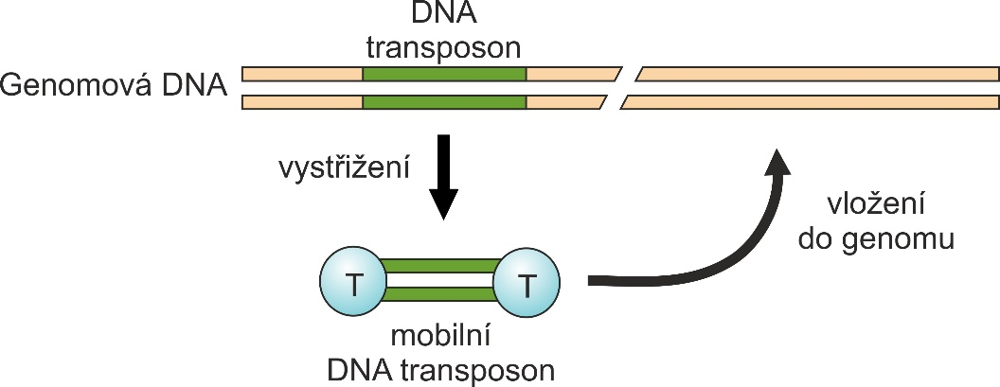 DNA
transposon
Genomová DNA
vystřižení
vložení
do genomu
T
T
mobilní
DNA transposon